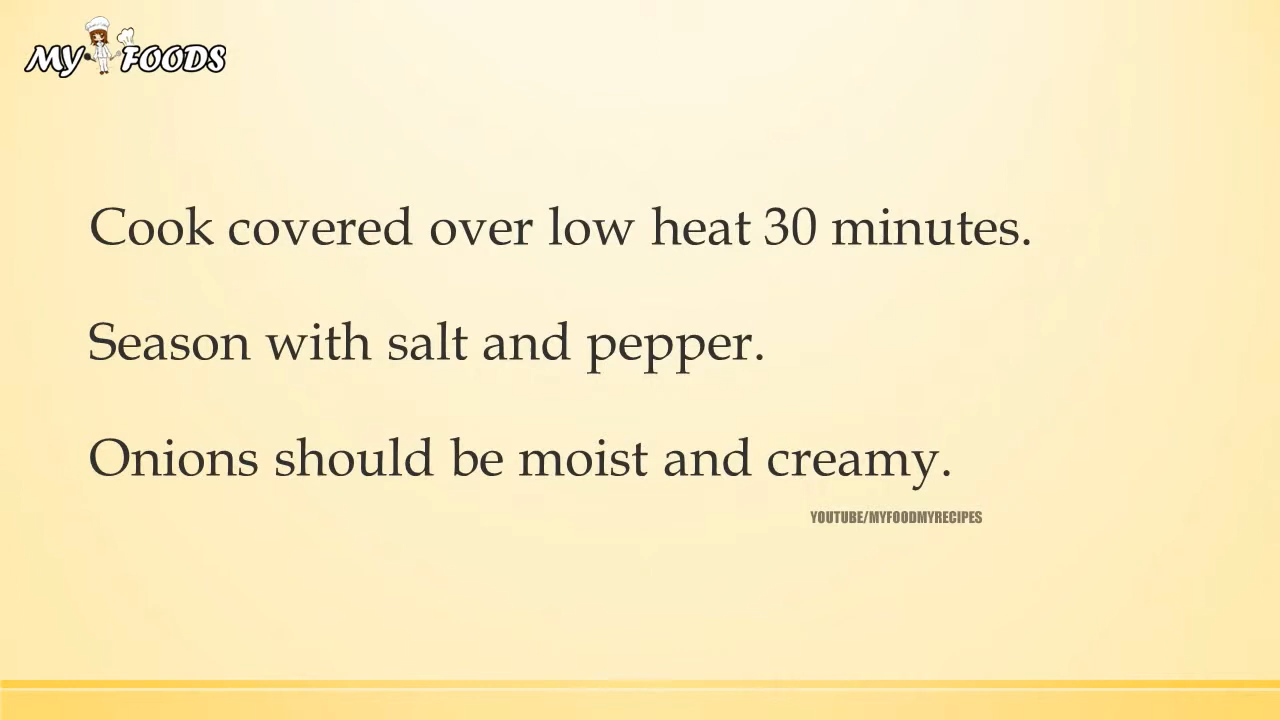 MY FOODS
Cook covered over low heat 30 minutes.
Season with salt and pepper.
Onions should be moist and creamy.
YOUTUBE/MYFOODMYRECIPES